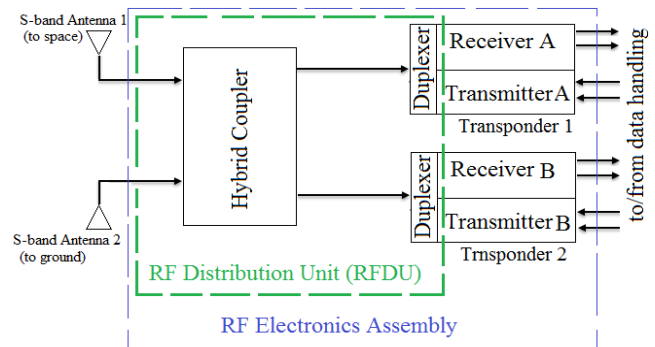 S-band Antenna 1
(to space)
Hybrid Coupler
Duplexer
Receiver A
Transmitter A
Transponder 1
Duplexer
Receiver B
Transmitter B
Trnsponder 2
to/from data handling
S-band Antenna 2
(to ground)
RF Distribution Unit (RFDU)
RF Electronics Assembly